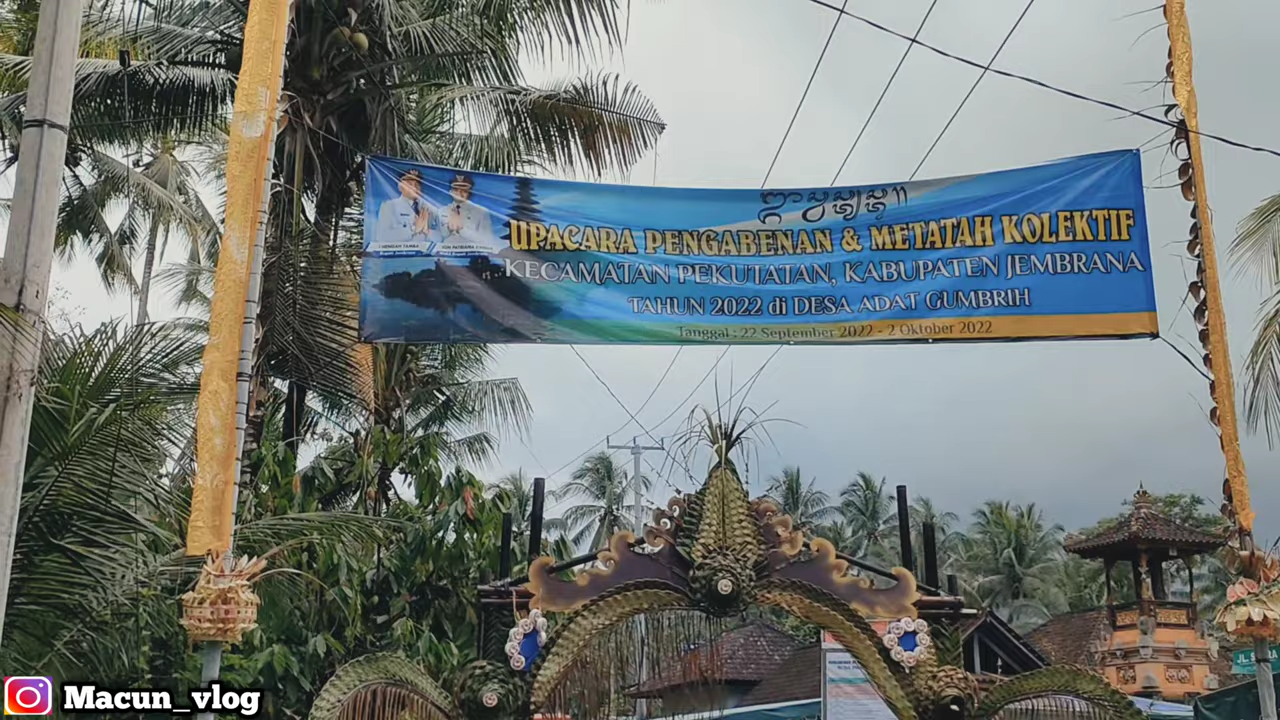 UPACARA PENGABENAN & METATAH KOLEKTIF
KECAMATAN PEKUTATAN, KABUPATEN JEMBRANA
TAHUN 2022 di DESA ADAT GUMBRIH
Tanggal : 22 September 2022 - 2 Oktober 2022
Macun_vlog